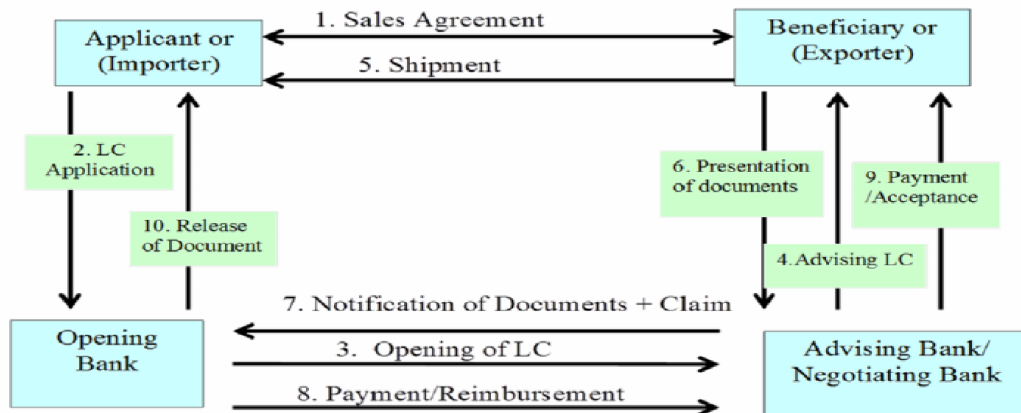 1. Sales Agreement
Applicant or
(Importer)
Beneficiary or
(Exporter)
5. Shipment
2. LC
Application
10. Release
of Document
6. Presentation
of documents
9. Payment
/Acceptance
4.Advising LC
7. Notification of Documents + Claim
Opening
Bank
3. Opening of LC
Advising Bank/
Negotiating Bank
8. Payment/Reimbursement